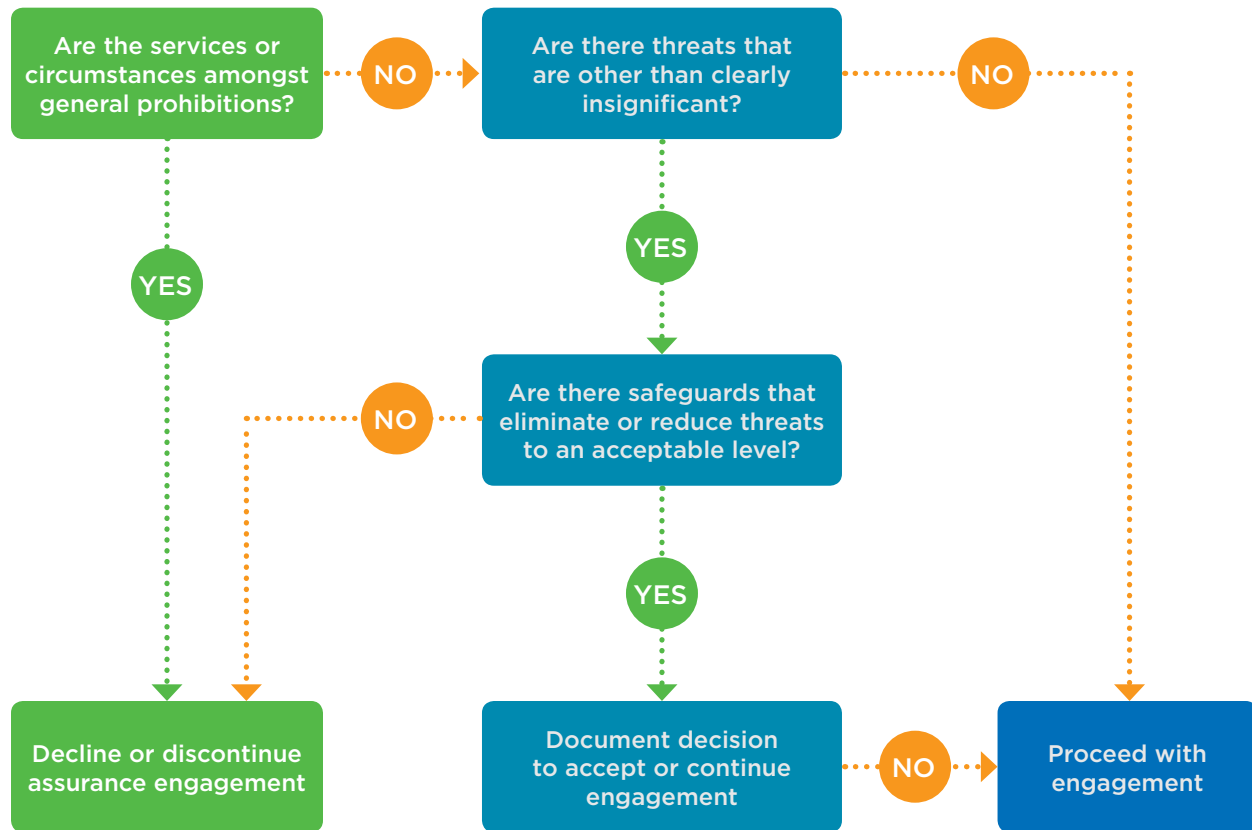 Are the services or
circumstances amongst
general prohibitions?
NO
Are there threats that
are other than clearly
insignificant?
NO
YES
YES
Are there safeguards that
eliminate or reduce threats
to an acceptable level?
NO
YES
Decline or discontinue
assurance engagement
Document decision
to accept or continue
engagement
NO
Proceed with
engagement